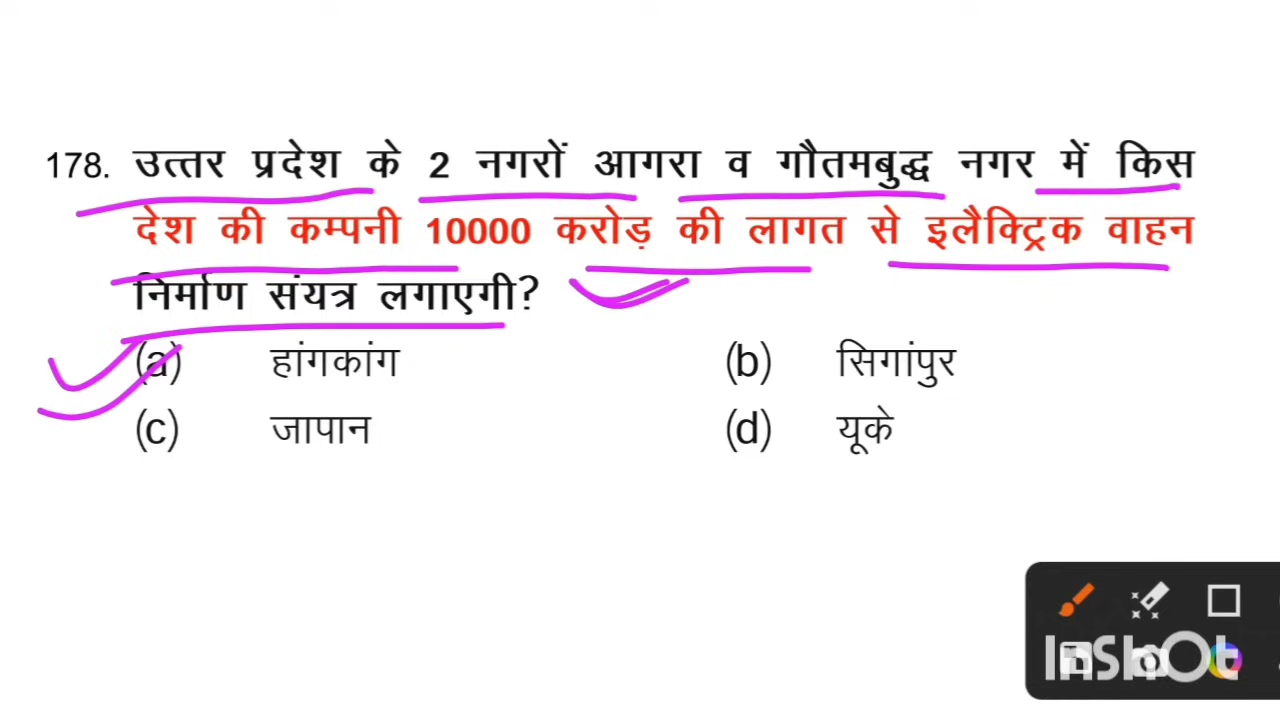 178. उत्तर प्रदेश के 2 नगरों आगरा व गौतमबुद्ध नगर में किस
देश की कम्पनी 10000 करोड़ की लागत से इलैक्ट्रिक वाहन
निर्माण संयत्र लगाएगी?
(a) हांगकांग (b) सिगांपुर
(c) जापान (d) यूके
InShOt